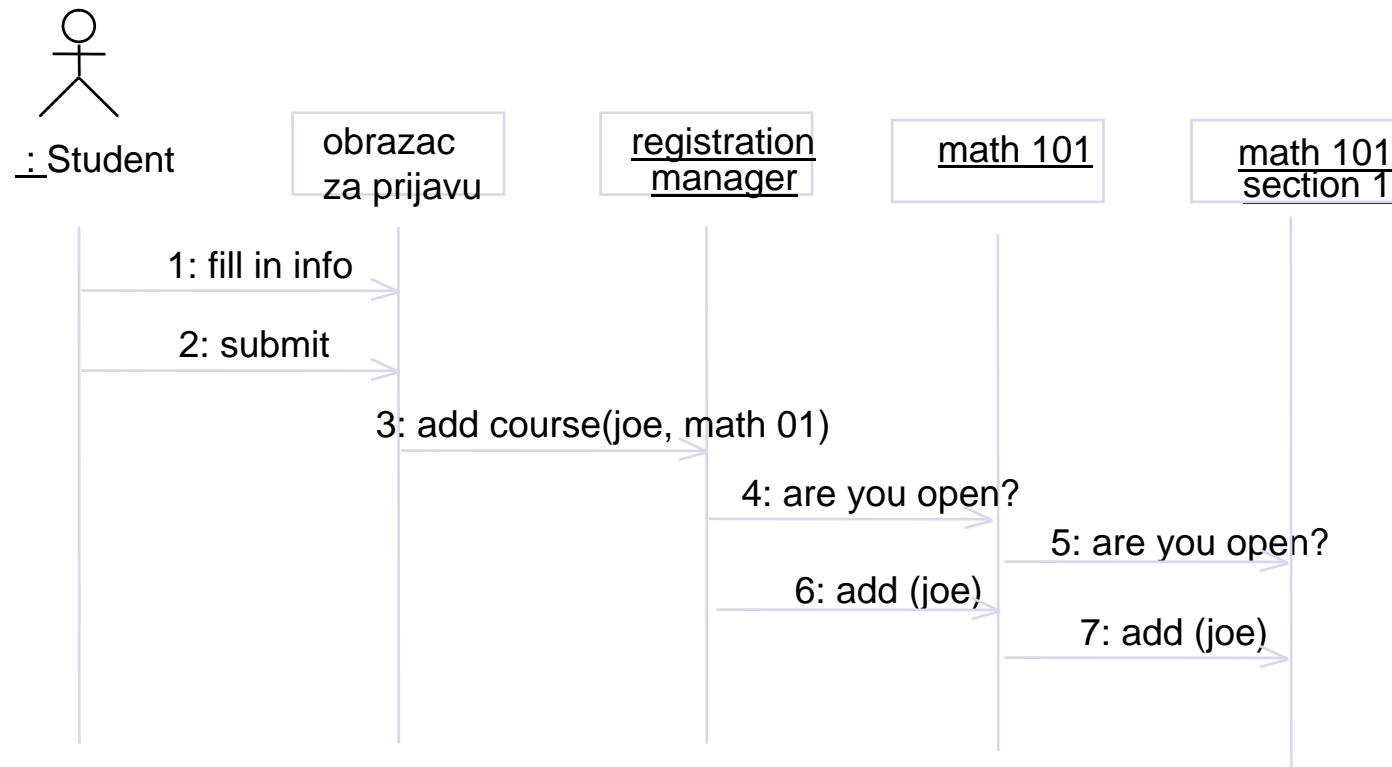 : Student
obrazac
za prijavu
registration
manager
math 101
math 101
section 1
1: fill in info
2: submit
3: add course(joe, math 01)
4: are you open?
5: are you open?
6: add (joe)
7: add (joe)